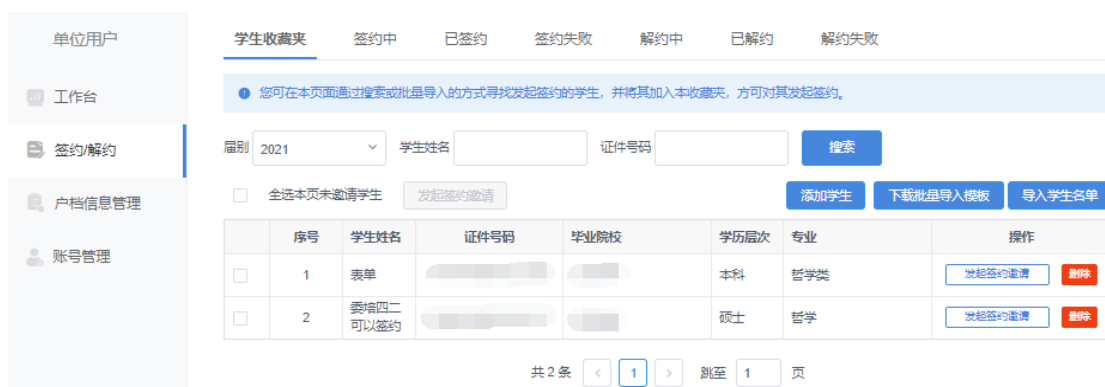 单位用户
工作台
签约/解约
户档信息管理
账号管理
学生收藏夹 签约中 已签约 签约失败 解约中 已解约 解约失败
您可在本页面通过搜索或批量导入的方式寻找发起签约的学生，并将其加入本收藏夹，方可对其发起签约。
届别 2021 学生姓名 证件号码 搜索
全选本页未邀请学生 发起签约邀请 添加学生 下载批量导入模板 导入学生名单
序号 学生姓名 证件号码 毕业院校 学历层次 专业 操作
1 表单 本科 哲学类 发起签约邀请 删除
2 委培四二 硕士 哲学 发起签约邀请 删除
可以签约
共 2 条 < 1 > 跳至 1 页